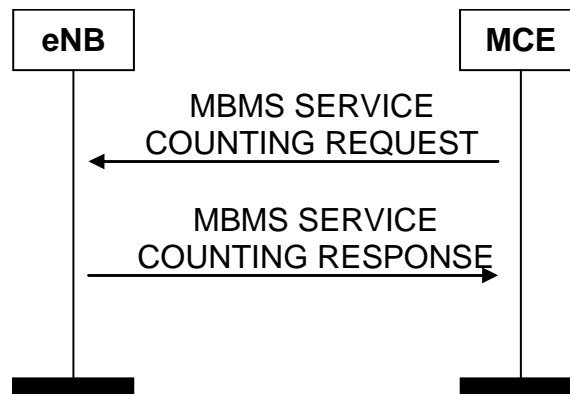 eNB
MCE
MBMS SERVICE
COUNTING REQUEST
MBMS SERVICE
COUNTING RESPONSE